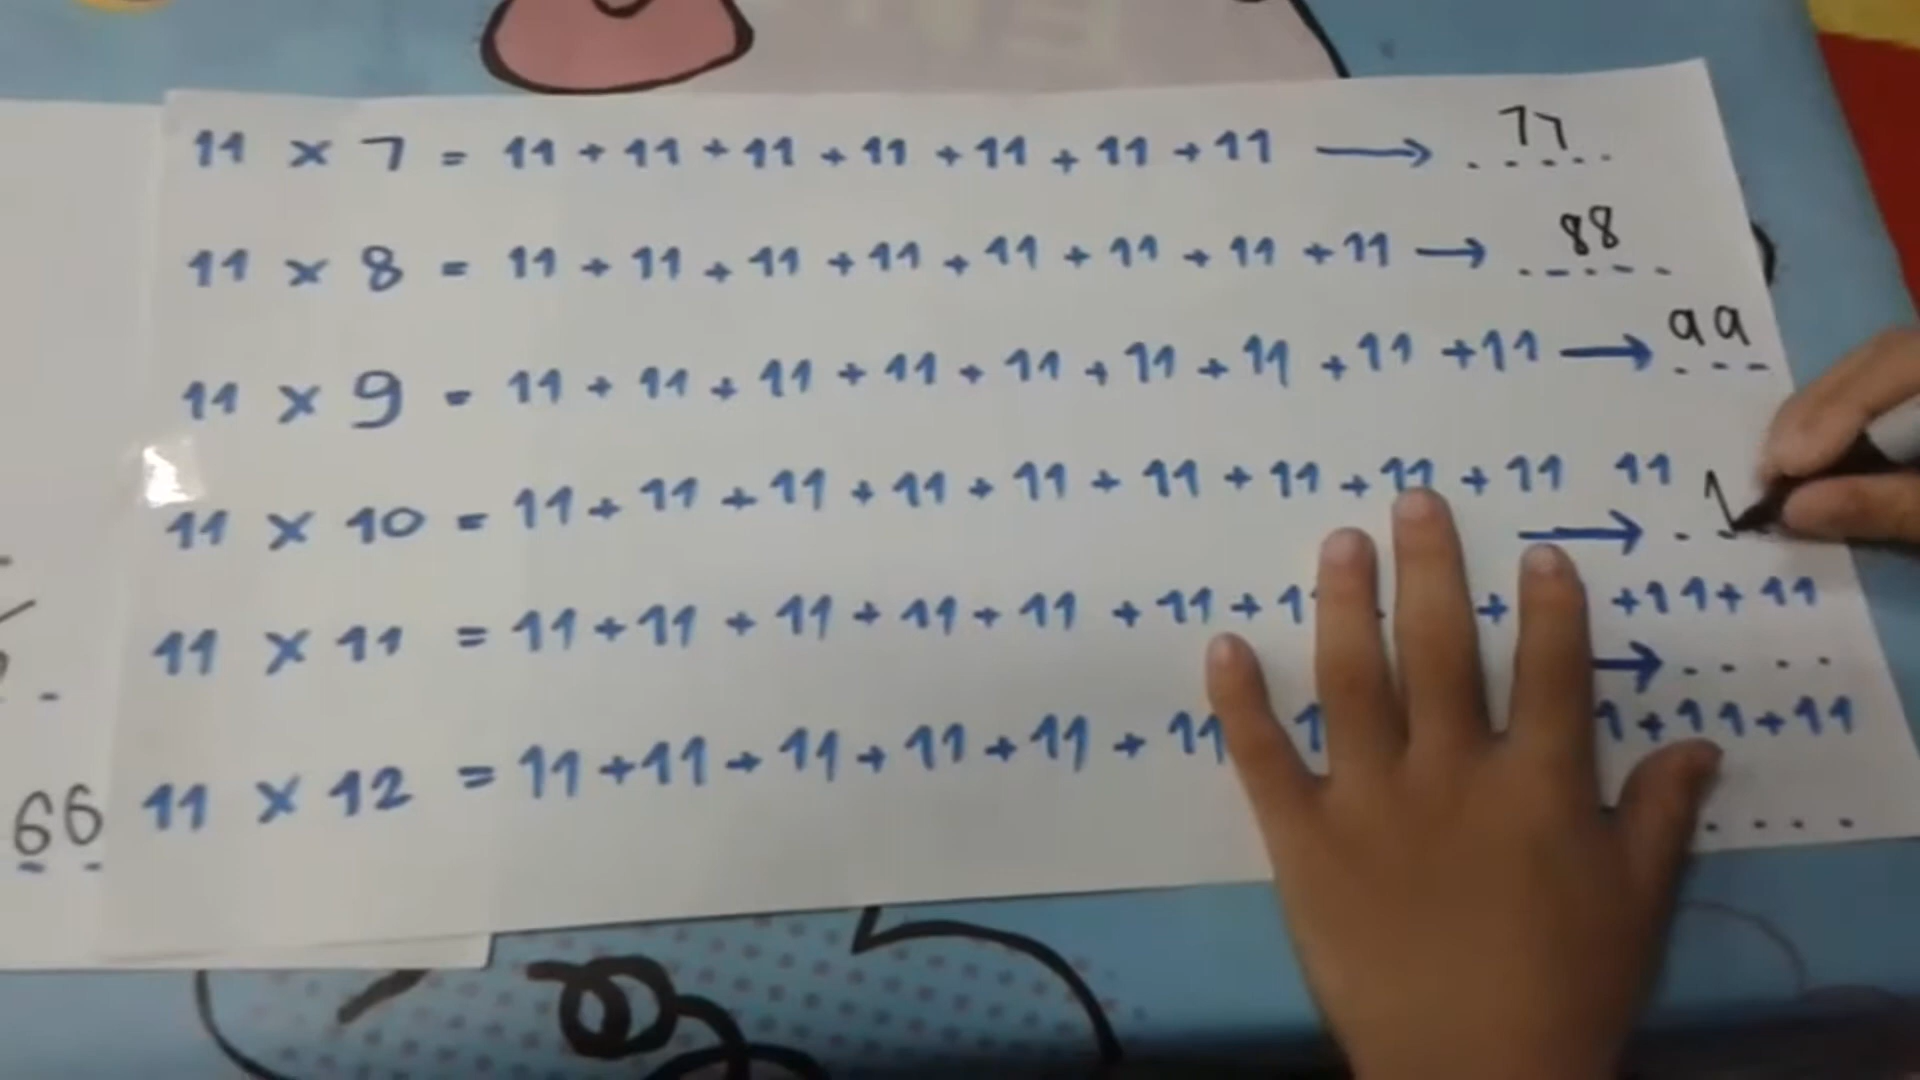 11 x 7 = 11 + 11 + 11 + 11 + 11 + 11 + 11 → 77
11 x 8 = 11 + 11 + 11 + 11 + 11 + 11 + 11 + 11 → 88
11 x 9 = 11 + 11 + 11 + 11 + 11 + 11 + 11 + 11 + 11 → 99
11 x 10 = 11 + 11 + 11 + 11 + 11 + 11 + 11 + 11 + 11 11
→ 1
11 x 11 = 11 + 11 + 11 + 11 + 11 + 11 + + + 11 + 11
→ . . . .
11 x 12 = 11 + 11 + 11 + 11 + 11 + 11 + 11 + 11
66